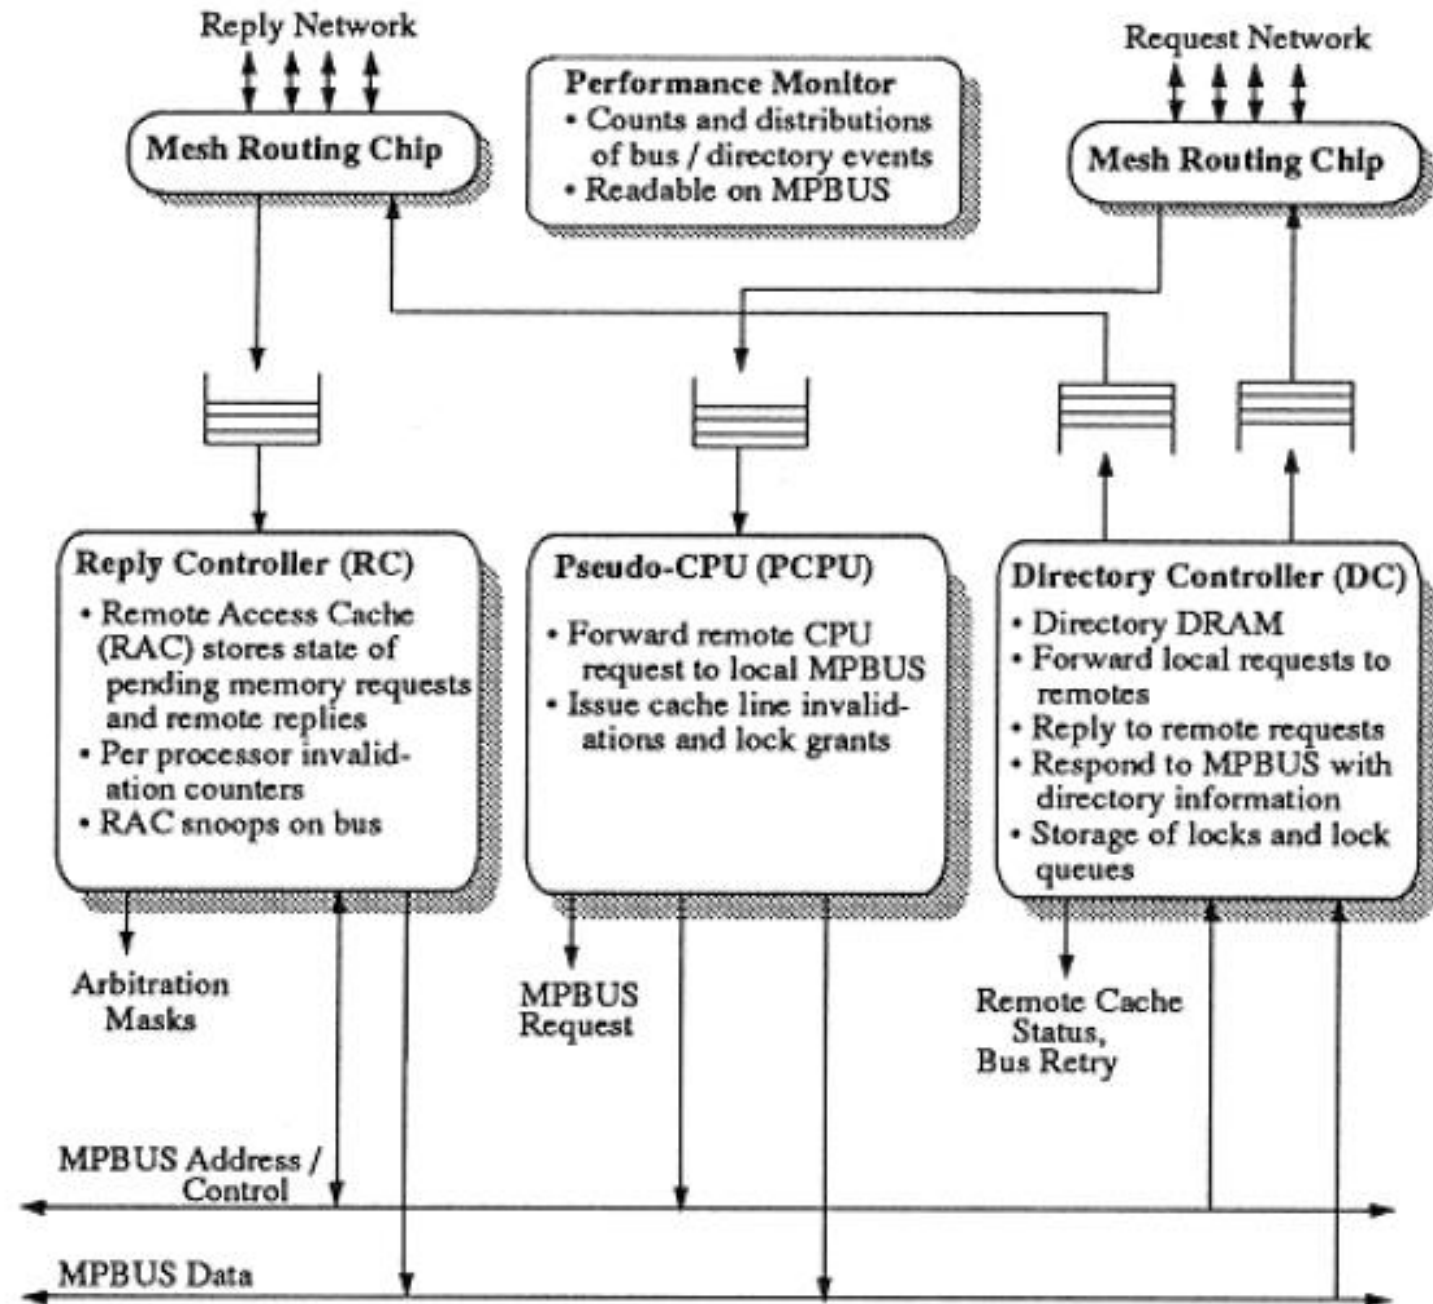 Reply Network
Request Network
Performance Monitor
• Counts and distributions
of bus / directory events
• Readable on MPBUS
Mesh Routing Chip
Mesh Routing Chip
Reply Controller (RC)
• Remote Access Cache
(RAC) stores state of
pending memory requests
and remote replies
• Per processor invalid-
ation counters
• RAC snoops on bus
Pseudo-CPU (PCPU)
• Forward remote CPU
request to local MPBUS
• Issue cache line invalid-
ations and lock grants
Directory Controller (DC)
• Directory DRAM
• Forward local requests to
remotes
• Reply to remote requests
• Respond to MPBUS with
directory information
• Storage of locks and lock
queues
Arbitration
Masks
MPBUS
Request
Remote Cache
Status,
Bus Retry
MPBUS Address /
Control
MPBUS Data